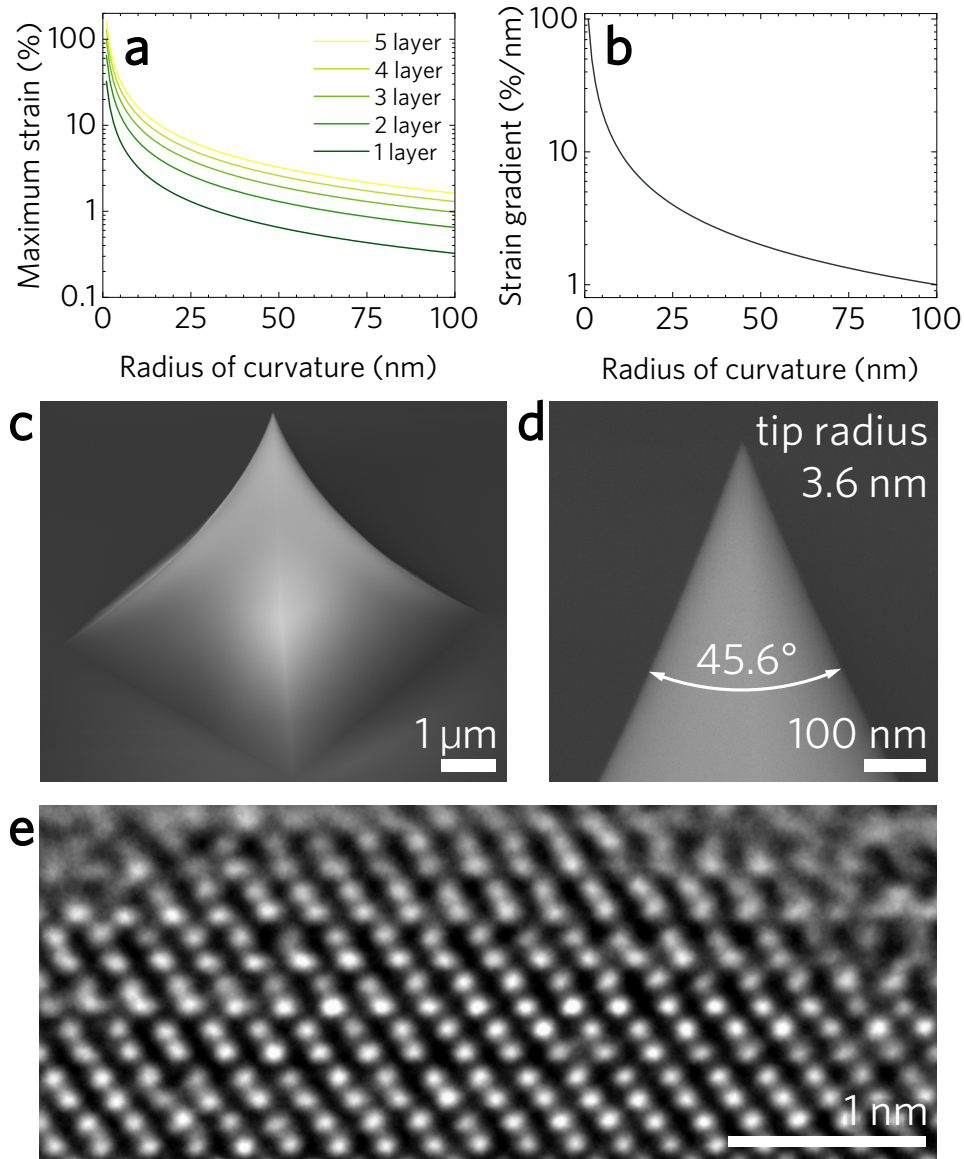 a
Maximum strain (%)
100
10
1
0.1
5 layer
4 layer
3 layer
2 layer
1 layer
0
25
50
75
100
Radius of curvature (nm)
b
Strain gradient (%/nm)
100
10
1
0
25
50
75
100
Radius of curvature (nm)
c
1 µm
d
tip radius
3.6 nm
45.6°
100 nm
e
1 nm